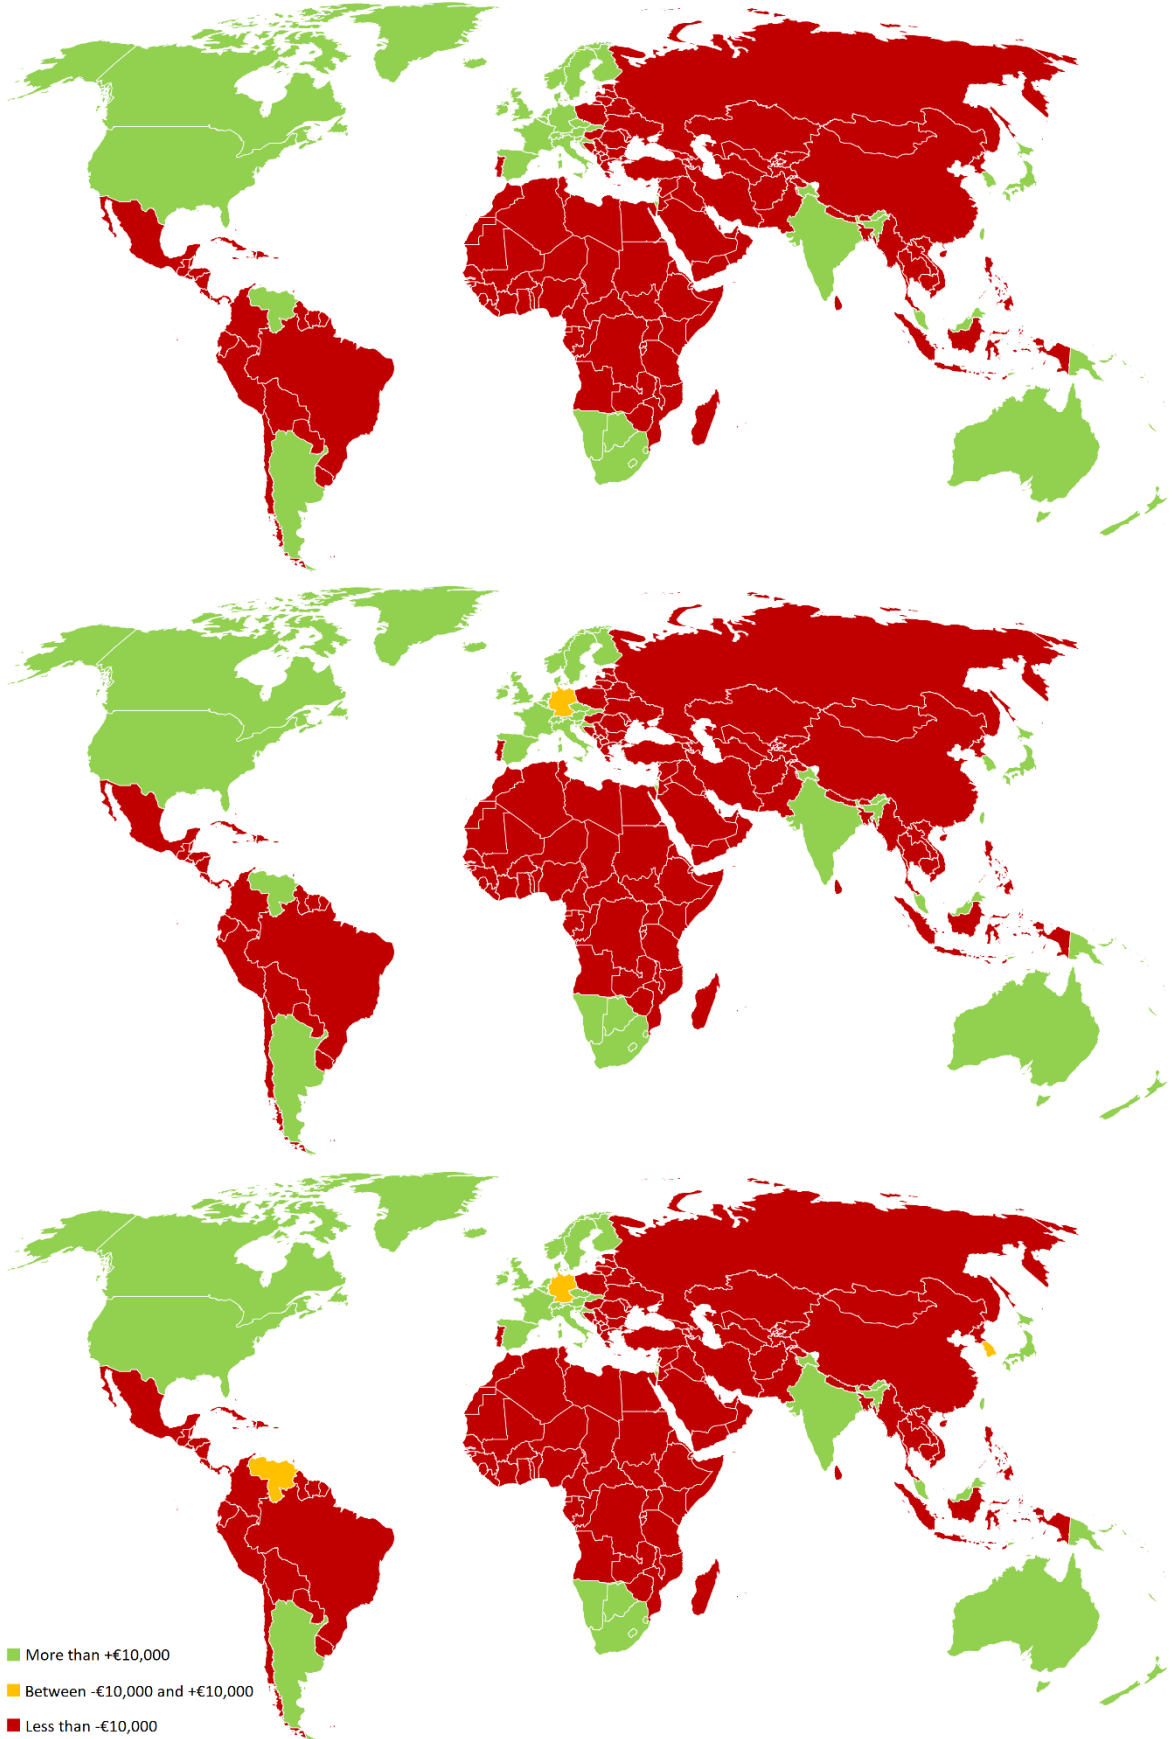 More than +€10,000
Between -€10,000 and +€10,000
Less than -€10,000